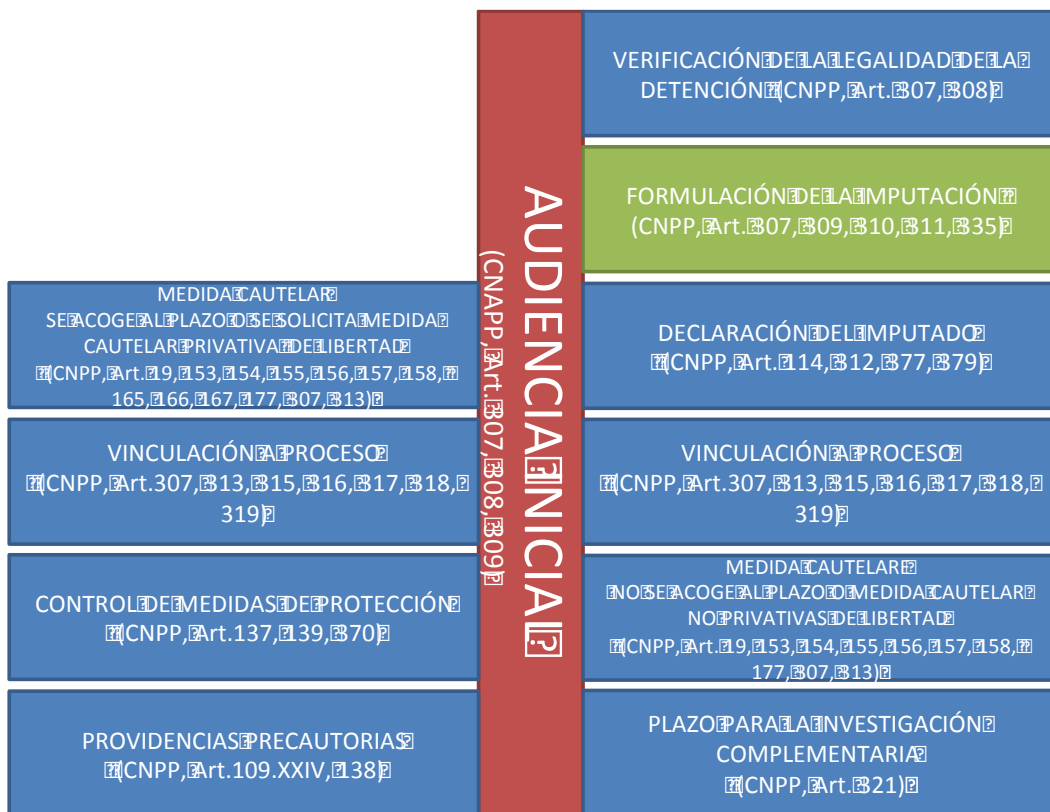 VERIFICACIÓN DE LA LEGALIDAD DE LA
DETENCIÓN (CNPP, Art. 307, 308)
FORMULACIÓN DE LA IMPUTACIÓN
(CNPP, Art. 307, 309, 310, 311, 335)
AUDIENCIA INICIAL
(CNAPP, Art. 307, 308, 309)
MEDIDA CAUTELAR
SE ACOGE AL PLAZO O SE SOLICITA MEDIDA
CAUTELAR PRIVATIVA DE LIBERTAD
(CNPP, Art. 19, 153, 154, 155, 156, 157, 158,
165, 166, 167, 177, 307, 313)
DECLARACIÓN DEL IMPUTADO
(CNPP, Art. 114, 312, 377, 379)
VINCULACIÓN A PROCESO
(CNPP, Art.307, 313, 315, 316, 317, 318,
319)
VINCULACIÓN A PROCESO
(CNPP, Art.307, 313, 315, 316, 317, 318,
319)
CONTROL DE MEDIDAS DE PROTECCIÓN
(CNPP, Art.137, 139, 370)
MEDIDA CAUTELARE
NO SE ACOGE AL PLAZO O MEDIDA CAUTELAR
NO PRIVATIVAS DE LIBERTAD
(CNPP, Art. 19, 153, 154, 155, 156, 157, 158,
177, 307, 313)
PROVIDENCIAS PRECAUTORIAS
(CNPP, Art.109.XXIV, 138)
PLAZO PARA LA INVESTIGACIÓN
COMPLEMENTARIA
(CNPP, Art. 321)